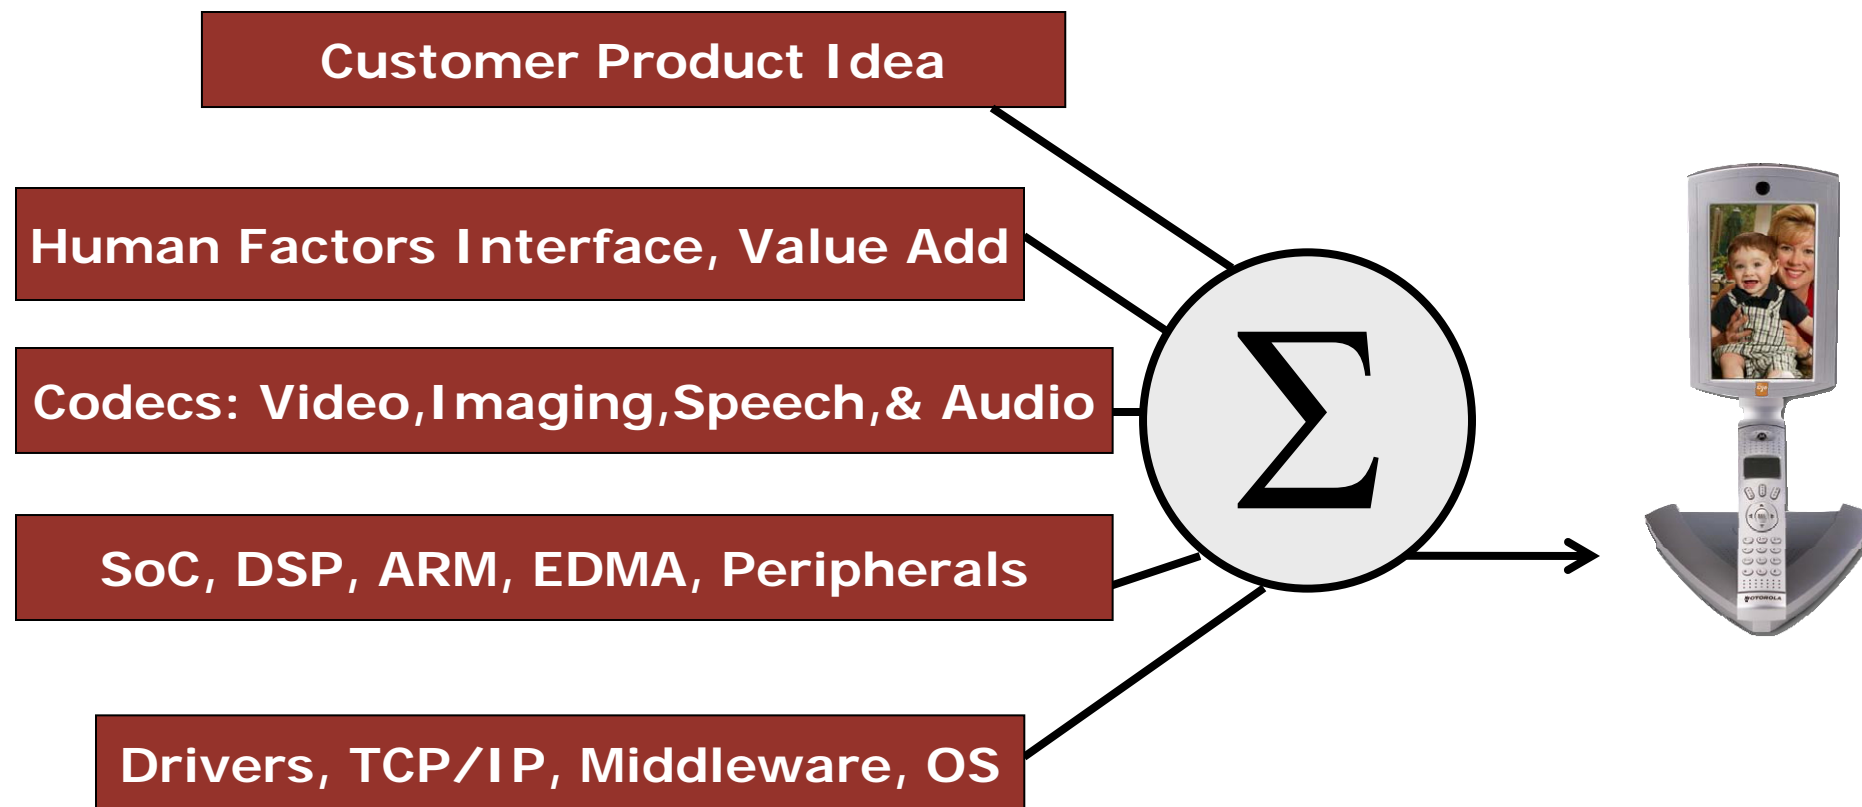 Customer Product Idea
Human Factors Interface, Value Add
Codecs: Video,Imaging,Speech,& Audio
Σ
SoC, DSP, ARM, EDMA, Peripherals
MOTOROLA
Drivers, TCP/IP, Middleware, OS